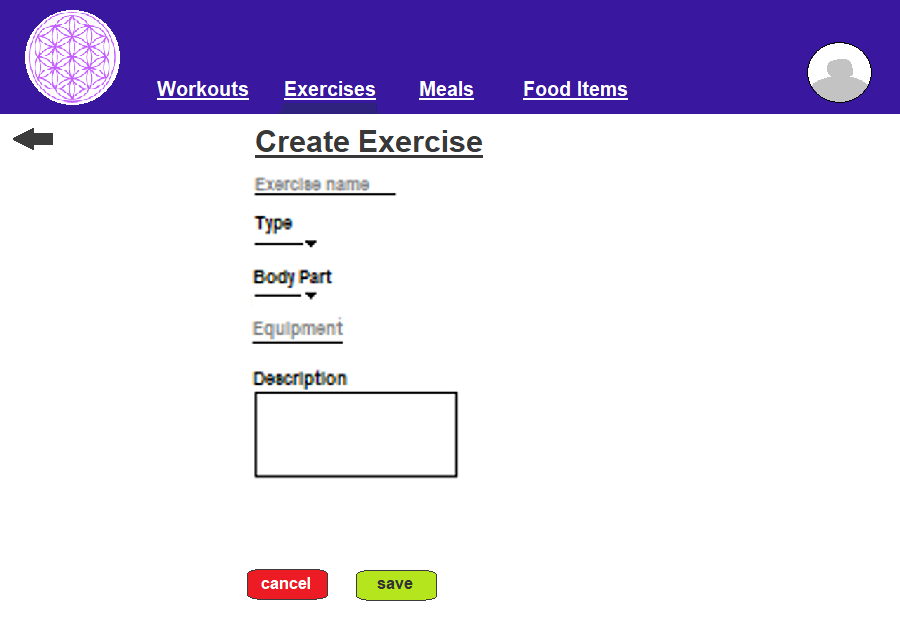 Workouts Exercises Meals Food Items
Create Exercise
Exercise name
Type
Body Part
Equipment
Description
cancel save